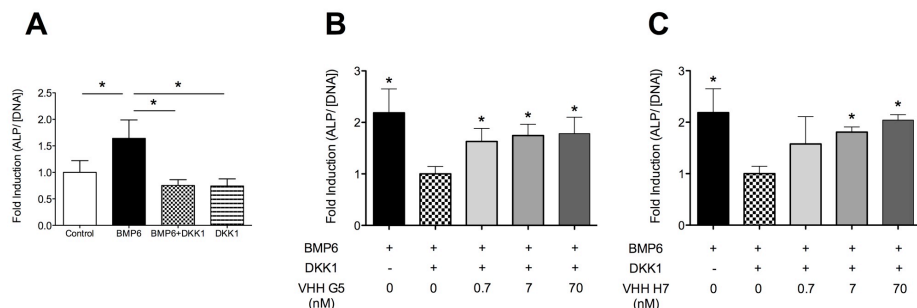 A
Fold Induction (ALP/ [DNA])
2.5
2.0
1.5
1.0
0.5
0.0
*
*
*
Control BMP6 BMP6+DKK1 DKK1
B
Fold Induction (ALP/ [DNA])
3
2
1
0
* * * *
BMP6 + + + + +
DKK1 - + + + +
VHH G5 0 0 0.7 7 70
(nM)
C
Fold Induction (ALP/ [DNA])
3
2
1
0
* * *
BMP6 + + + + +
DKK1 - + + + +
VHH H7 0 0 0.7 7 70
(nM)